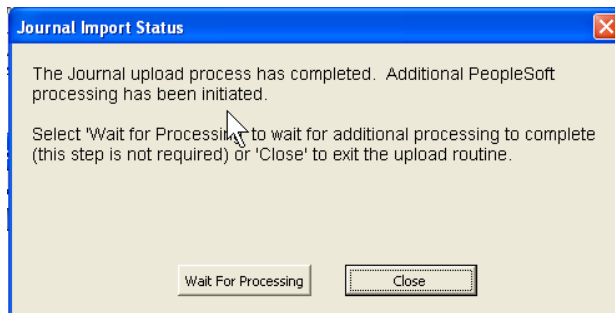 Journal Import Status
The Journal upload process has completed.  Additional PeopleSoft
processing has been initiated.
Select 'Wait for Processing' to wait for additional processing to complete
(this step is not required) or 'Close' to exit the upload routine.
Wait For Processing
Close